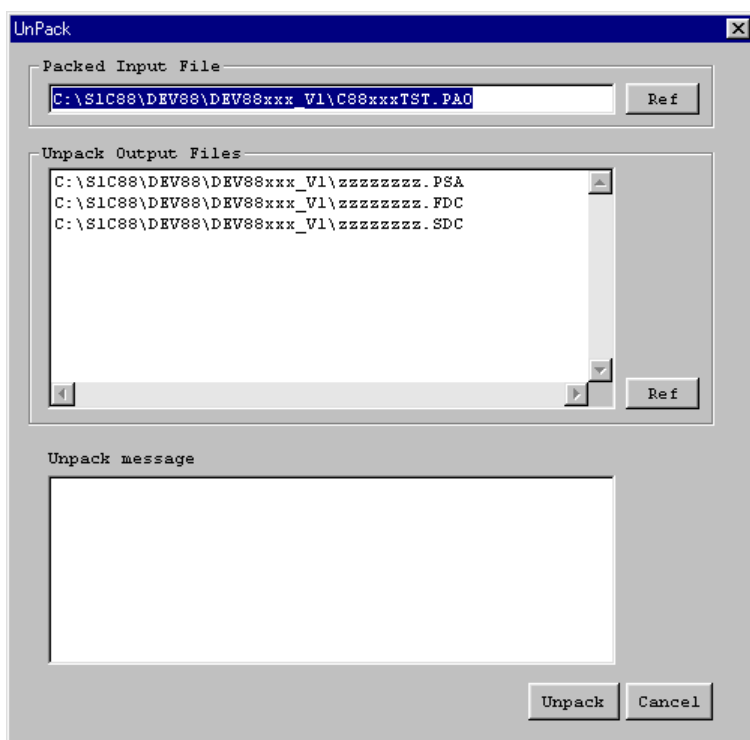 UnPack
Packed Input File
C:\S1C88\DEV88\DEV88xxx_V1\C88xxxTST.PA0
Ref
Unpack Output Files
C:\S1C88\DEV88\DEV88xxx_V1\zzzzzzzz.PSA
C:\S1C88\DEV88\DEV88xxx_V1\zzzzzzzz.FDC
C:\S1C88\DEV88\DEV88xxx_V1\zzzzzzzz.SDC
Ref
Unpack message
Unpack Cancel